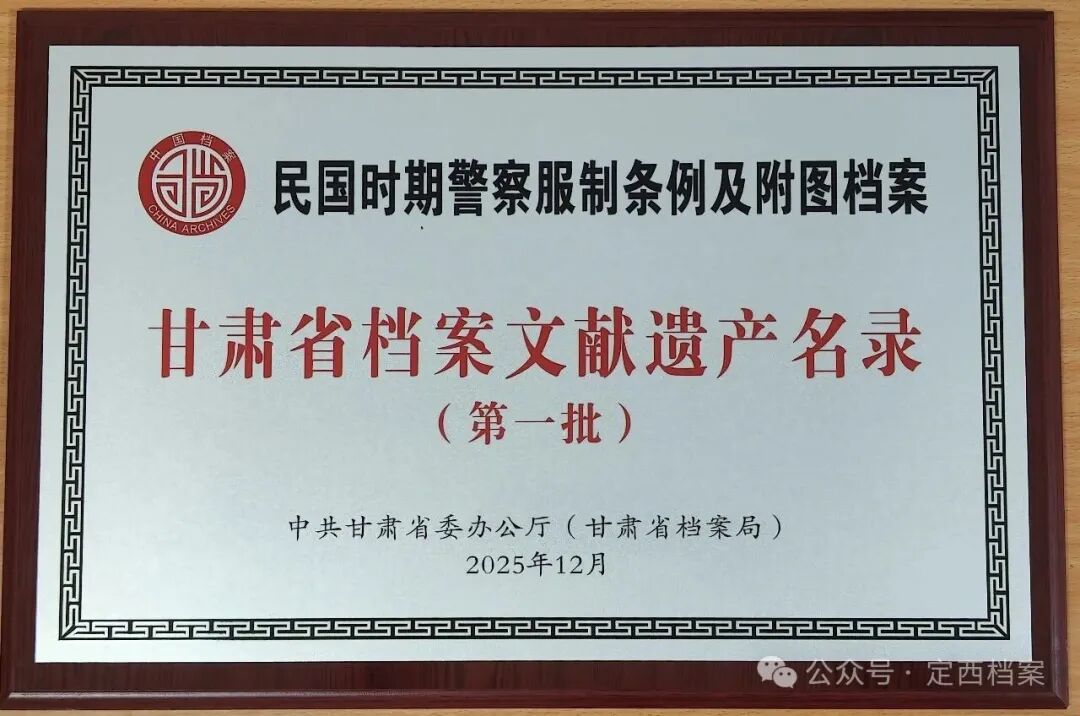 中国档案
CHINA ARCHIVES
民国时期警察服制条例及附图档案
甘肃省档案文献遗产名录
（第一批）
中共甘肃省委办公厅（甘肃省档案局）
2025年12月
公众号 · 定西档案